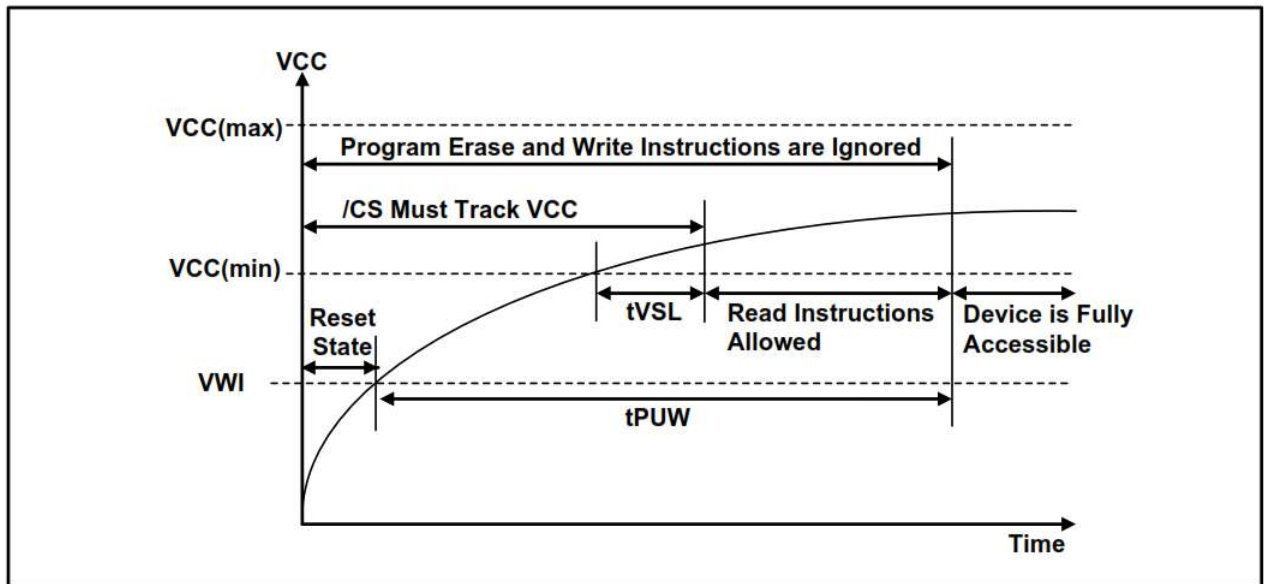 VCC
VCC(max)
Program Erase and Write Instructions are Ignored
/CS Must Track VCC
VCC(min)
tVSL
Read Instructions
Allowed
Device is Fully
Accessible
Reset
State
VWI
tPUW
Time